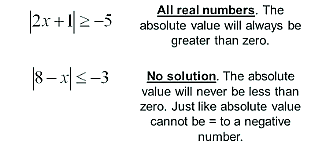 |2x+1| ≥ -5
All real numbers. The
absolute value will always be
greater than zero.
|8-x| ≤ -3
No solution. The absolute
value will never be less than
zero. Just like absolute value
cannot be = to a negative
number.